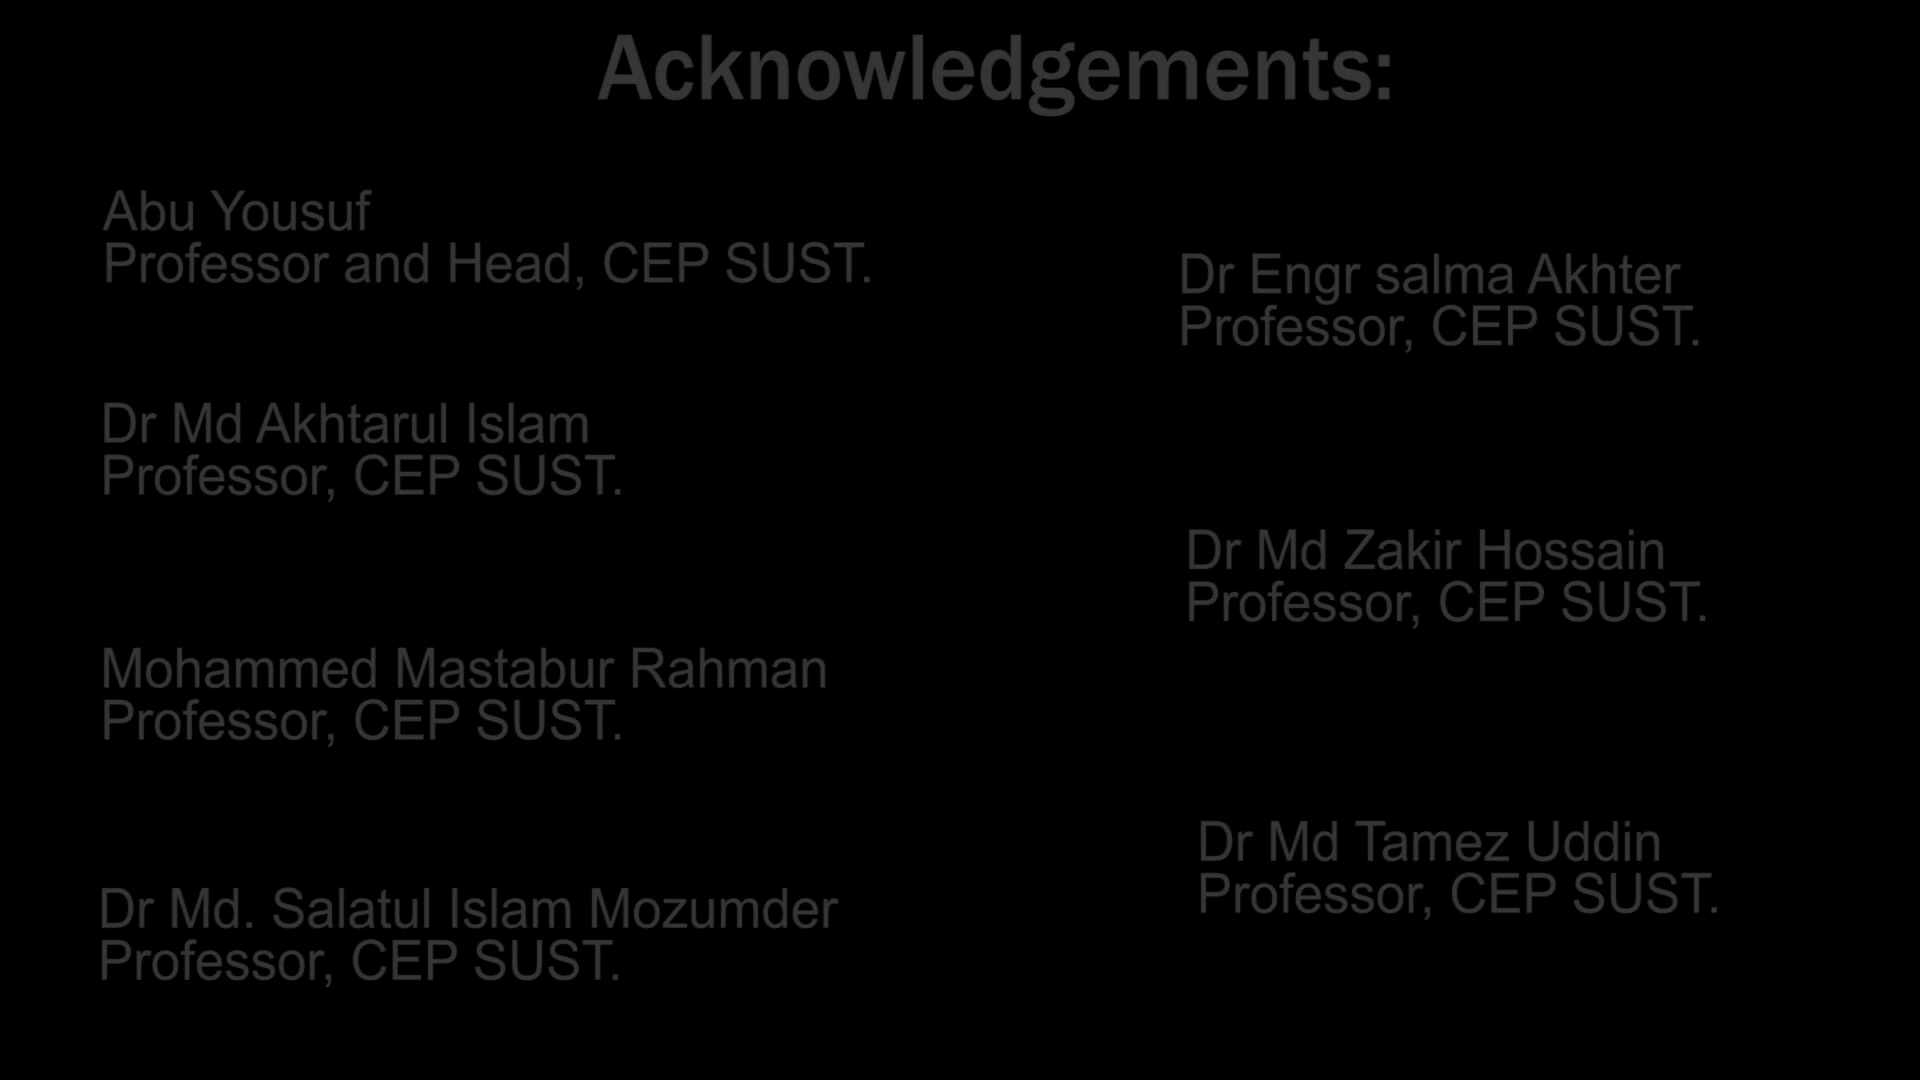 Acknowledgements:
Abu Yousuf
Professor and Head, CEP SUST.
Dr Md Akhtarul Islam
Professor, CEP SUST.
Mohammed Mastabur Rahman
Professor, CEP SUST.
Dr Md. Salatul Islam Mozumder
Professor, CEP SUST.
Dr Engr salma Akhter
Professor, CEP SUST.
Dr Md Zakir Hossain
Professor, CEP SUST.
Dr Md Tamez Uddin
Professor, CEP SUST.